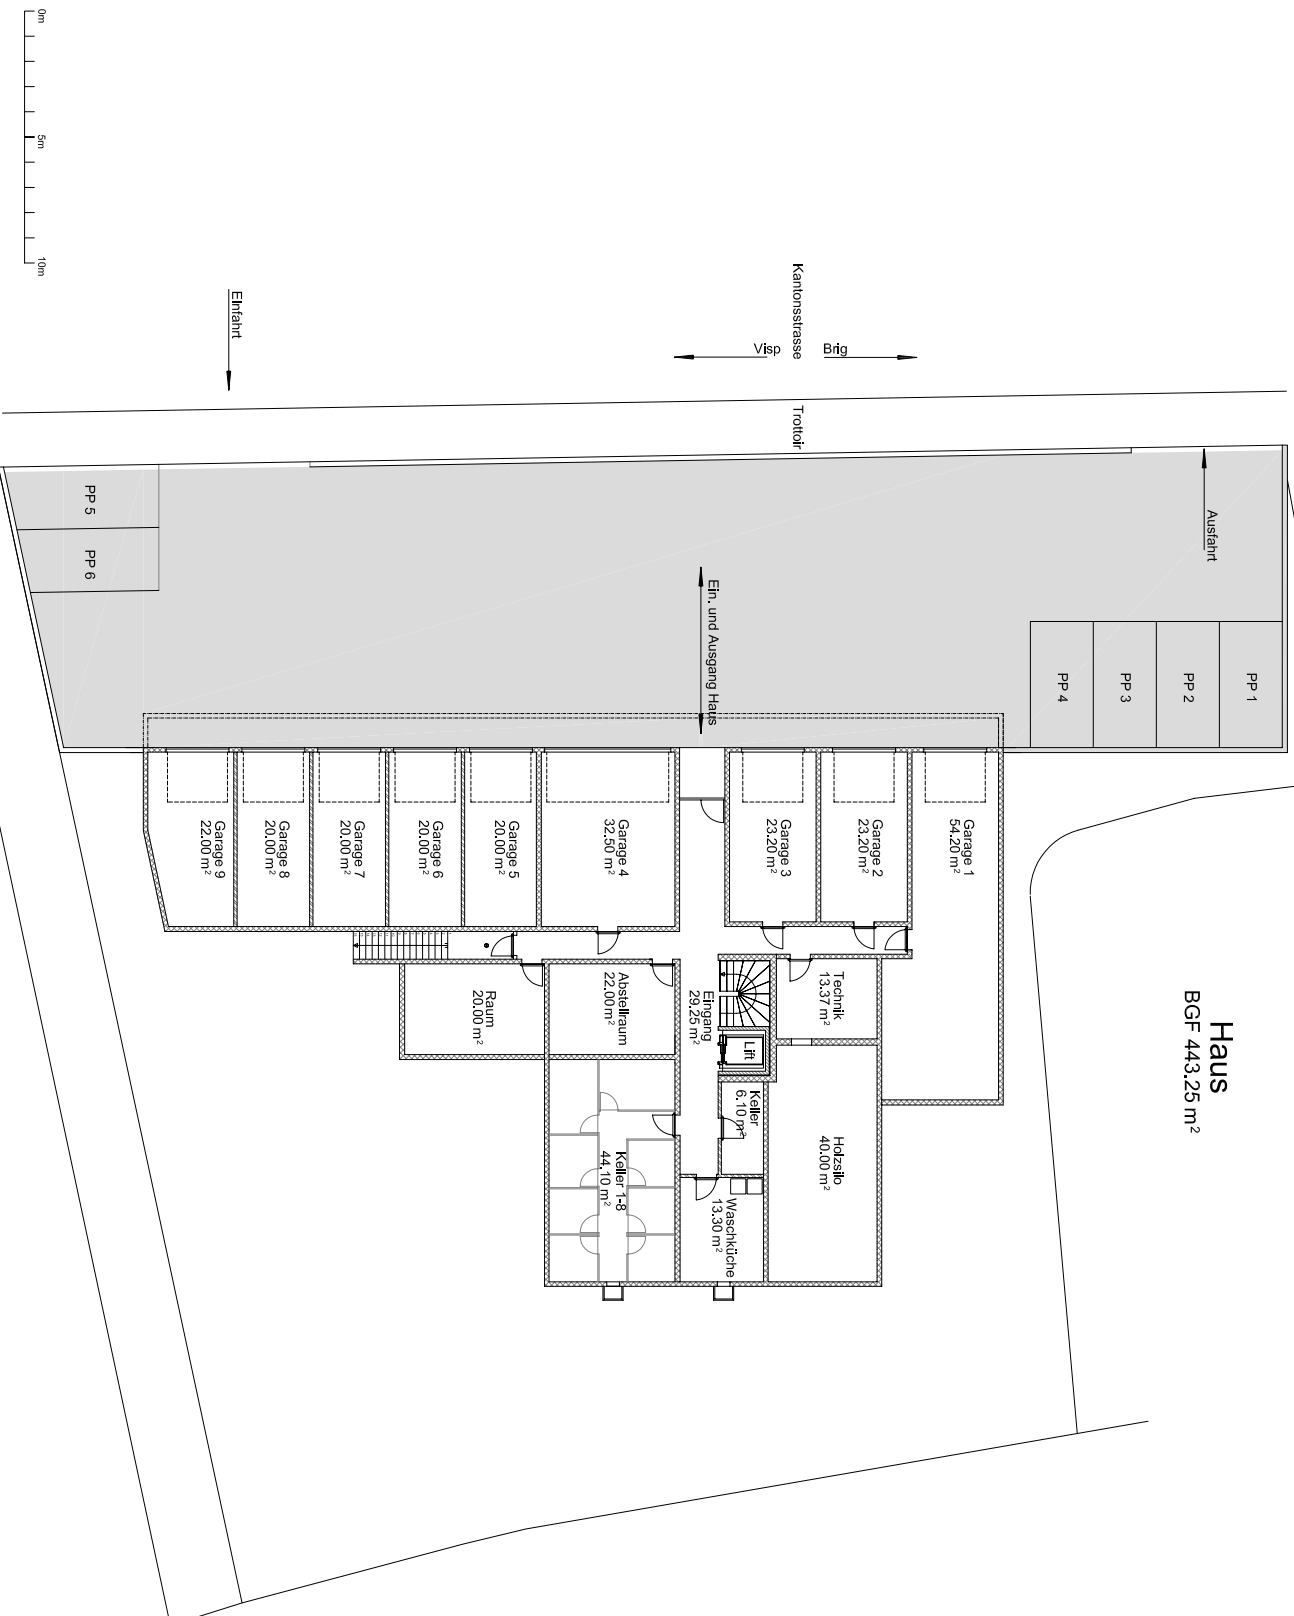 0m
5m
10m
Einfahrt
Kantonsstrasse
Visp
Brig
Trottoir
Ausfahrt
PP 5
PP 6
Ein. und Ausgang Haus
PP 4
PP 3
PP 2
PP 1
Garage 9
22.00 m²
Garage 8
20.00 m²
Garage 7
20.00 m²
Garage 6
20.00 m²
Garage 5
20.00 m²
Garage 4
32.50 m²
Garage 3
23.20 m²
Garage 2
23.20 m²
Garage 1
54.20 m²
Raum
20.00 m²
Abstellraum
22.00m²
Eingang
29.25 m²
Lift
Technik
13.37 m²
Keller
6.10 m²
Holzsilo
40.00 m²
Keller 1-8
44.10 m²
Waschküche
13.30 m²
Haus
BGF 443.25 m²